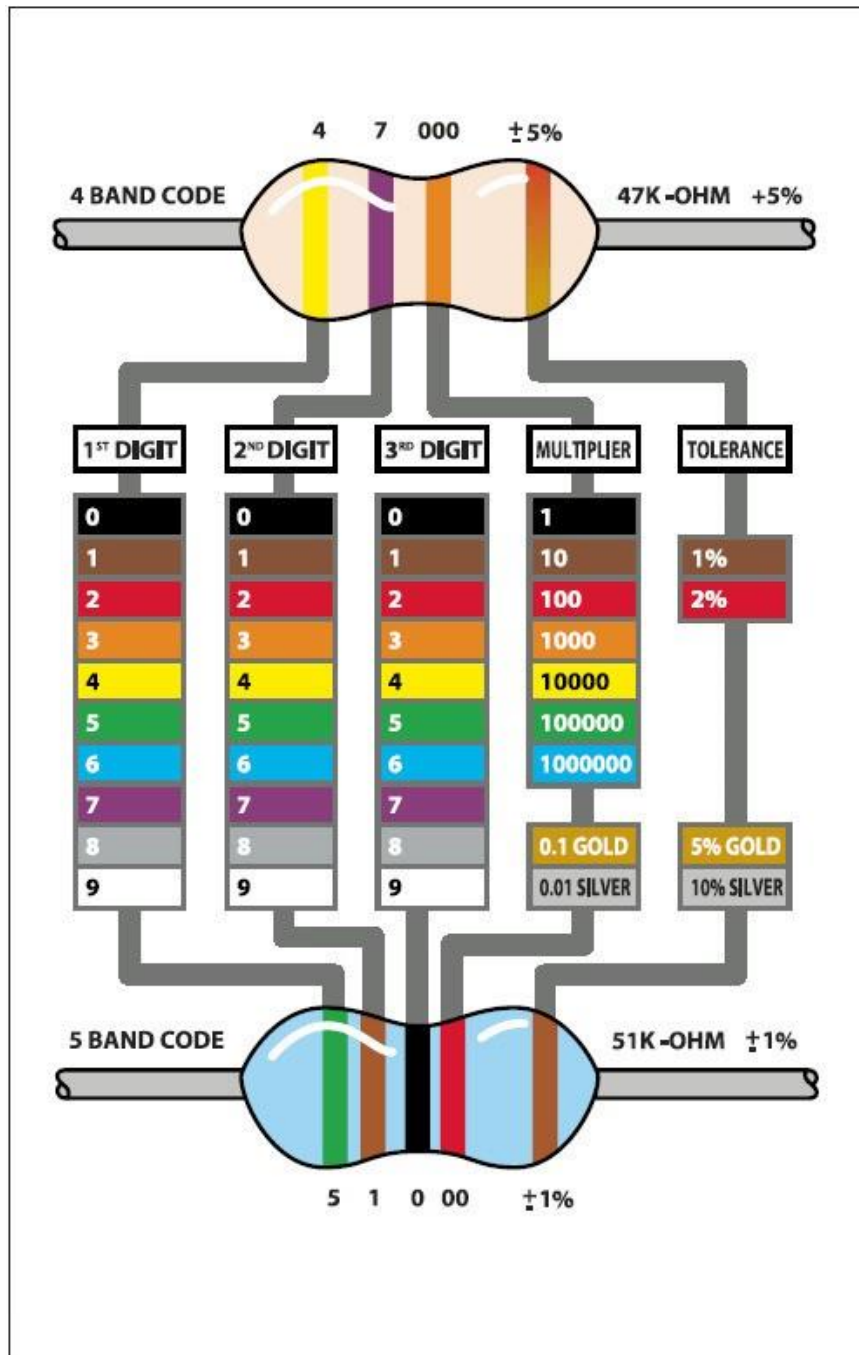 4 7 000 ±5%
4 BAND CODE 47K-OHM +5%
1ST DIGIT 2ND DIGIT 3RD DIGIT MULTIPLIER TOLERANCE
0 0 0 1
1 1 1 10 1%
2 2 2 100 2%
3 3 3 1000
4 4 4 10000
5 5 5 100000
6 6 6 1000000
7 7 7
8 8 8 0.1 GOLD 5% GOLD
9 9 9 0.01 SILVER 10% SILVER
5 BAND CODE 51K-OHM ±1%
5 1 0 00 ±1%